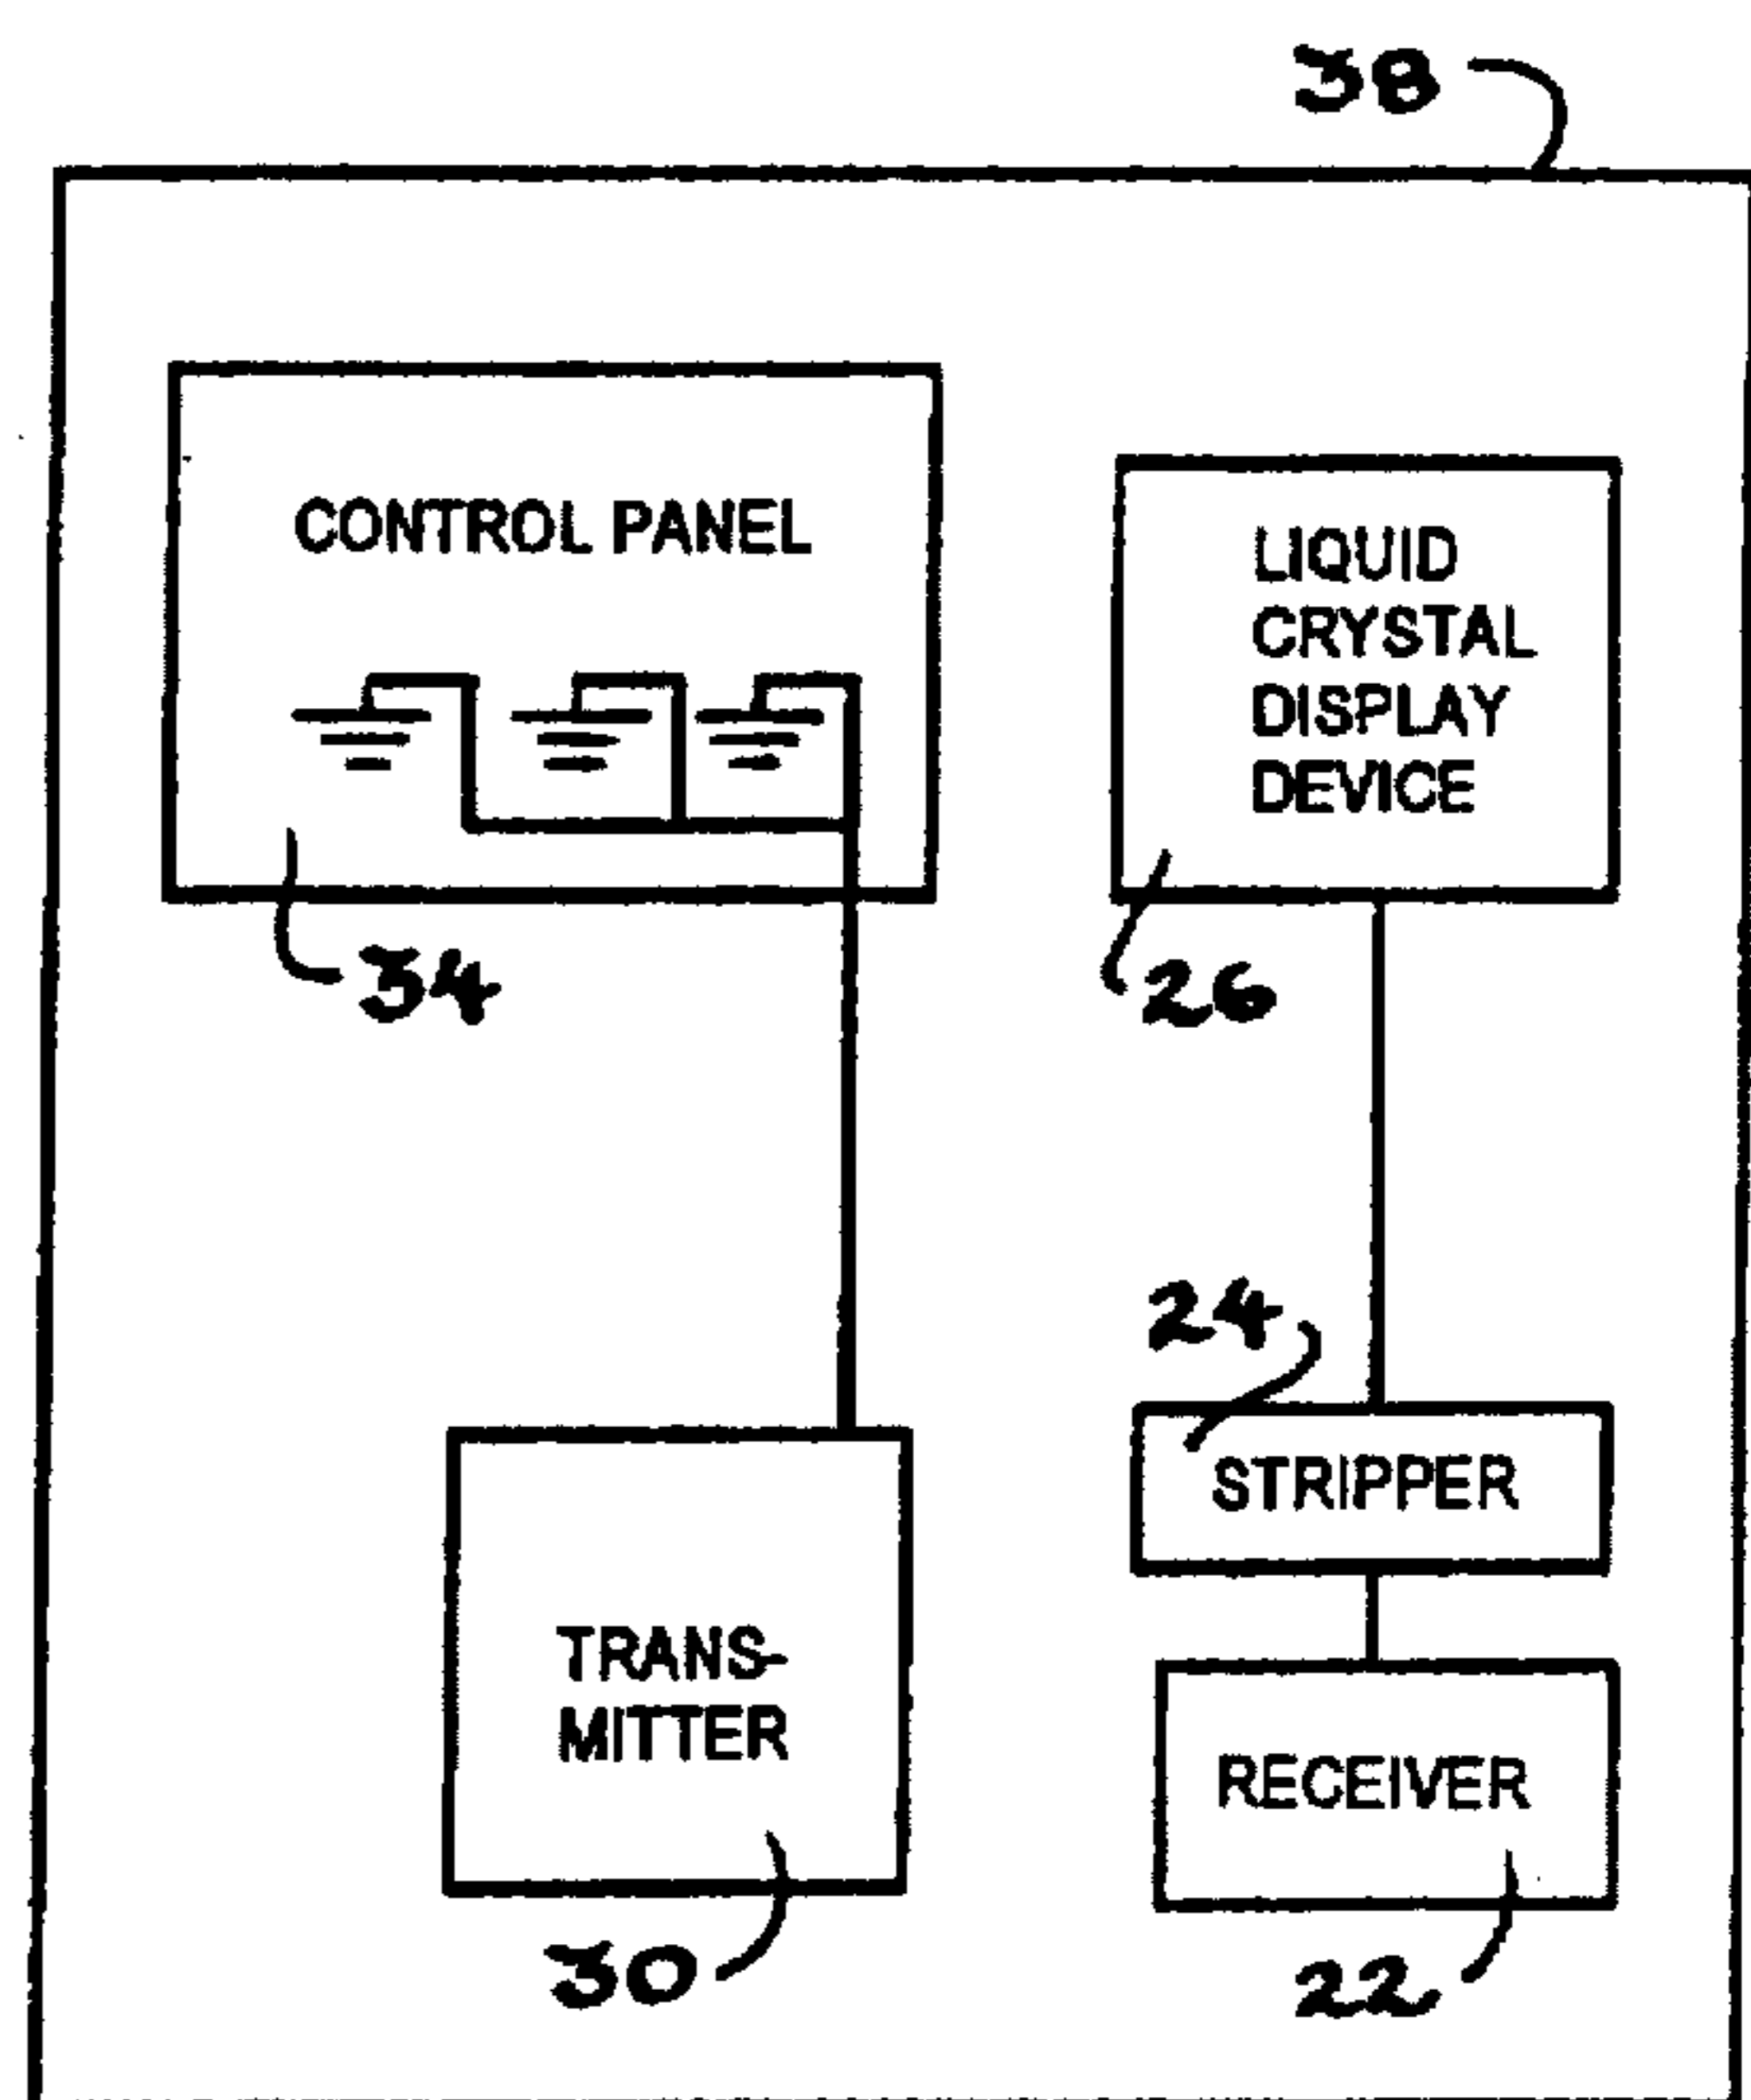 38
CONTROL PANEL
LIQUID
CRYSTAL
DISPLAY
DEVICE
34
26
24
STRIPPER
TRANS-
MITTER
RECEIVER
30
22